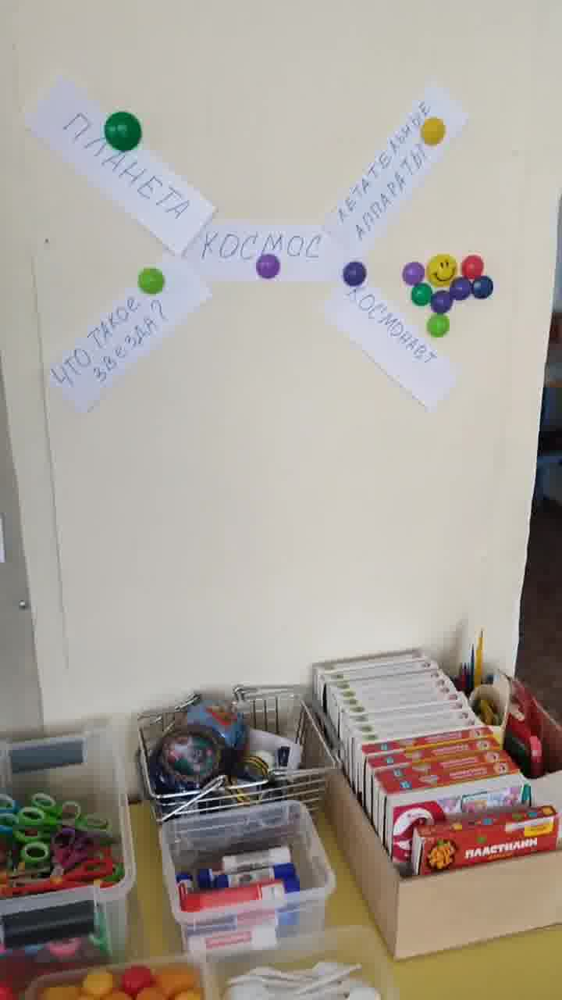 ПЛАНЕТА
ЛЕТАТЕЛЬНЫЕ
АППАРАТЫ
КОСМОС
ЧТО ТАКОЕ
ЗВЕЗДА?
КОСМОНАВТ
ПЛАСТИЛИН